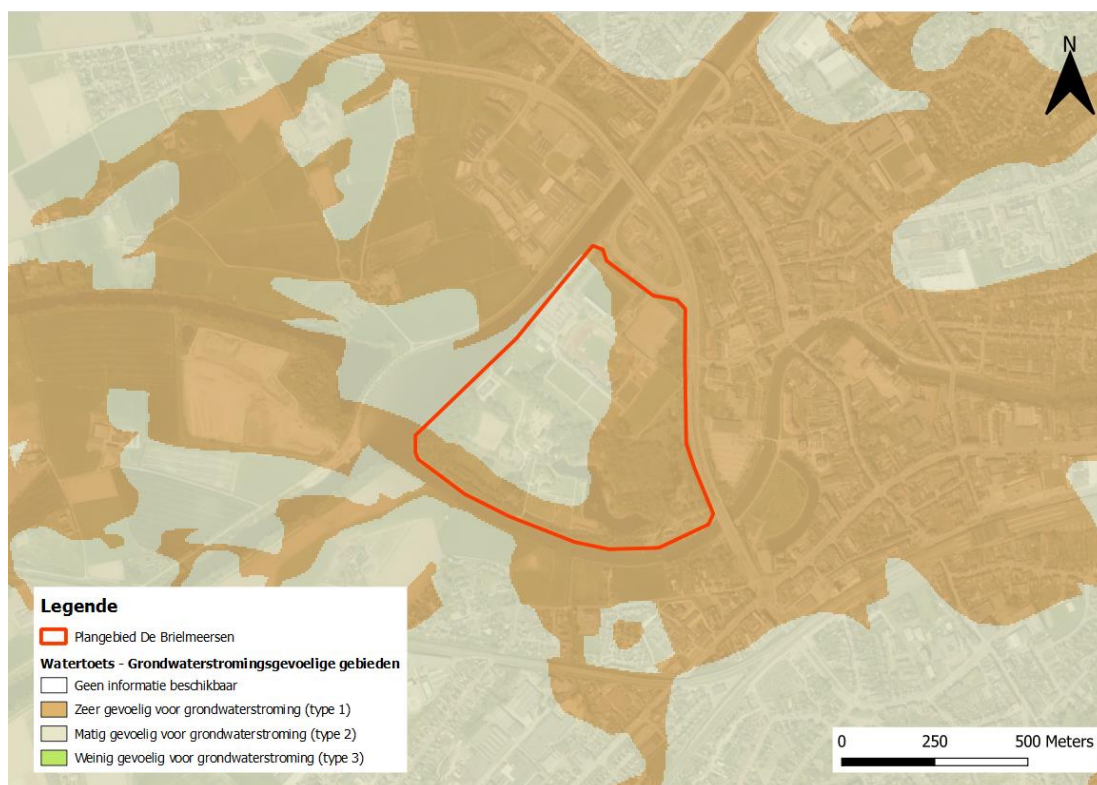 N
Legende
Plangebied De Brielmeersen
Watertoets - Grondwaterstromingsgevoelige gebieden
Geen informatie beschikbaar
Zeer gevoelig voor grondwaterstroming (type 1)
Matig gevoelig voor grondwaterstroming (type 2)
Weinig gevoelig voor grondwaterstroming (type 3)
0 250 500 Meters